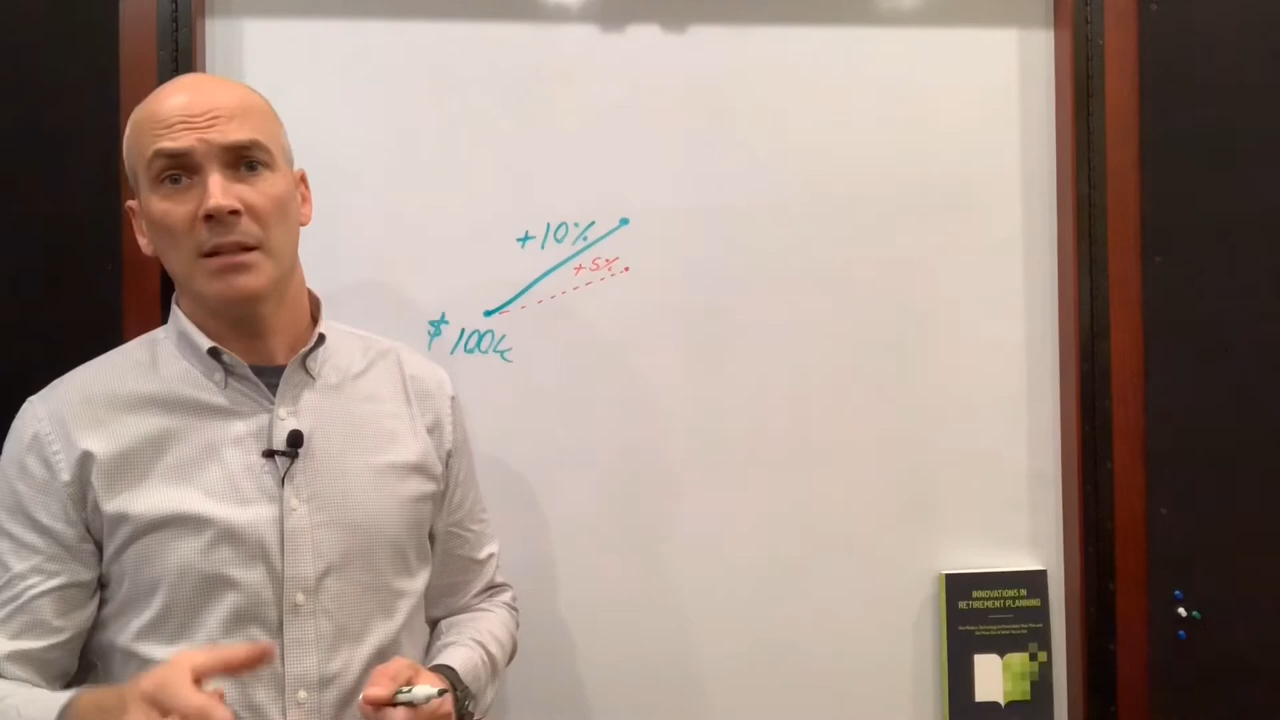 +10%
+5%
$100k
INNOVATIONS IN
RETIREMENT PLANNING